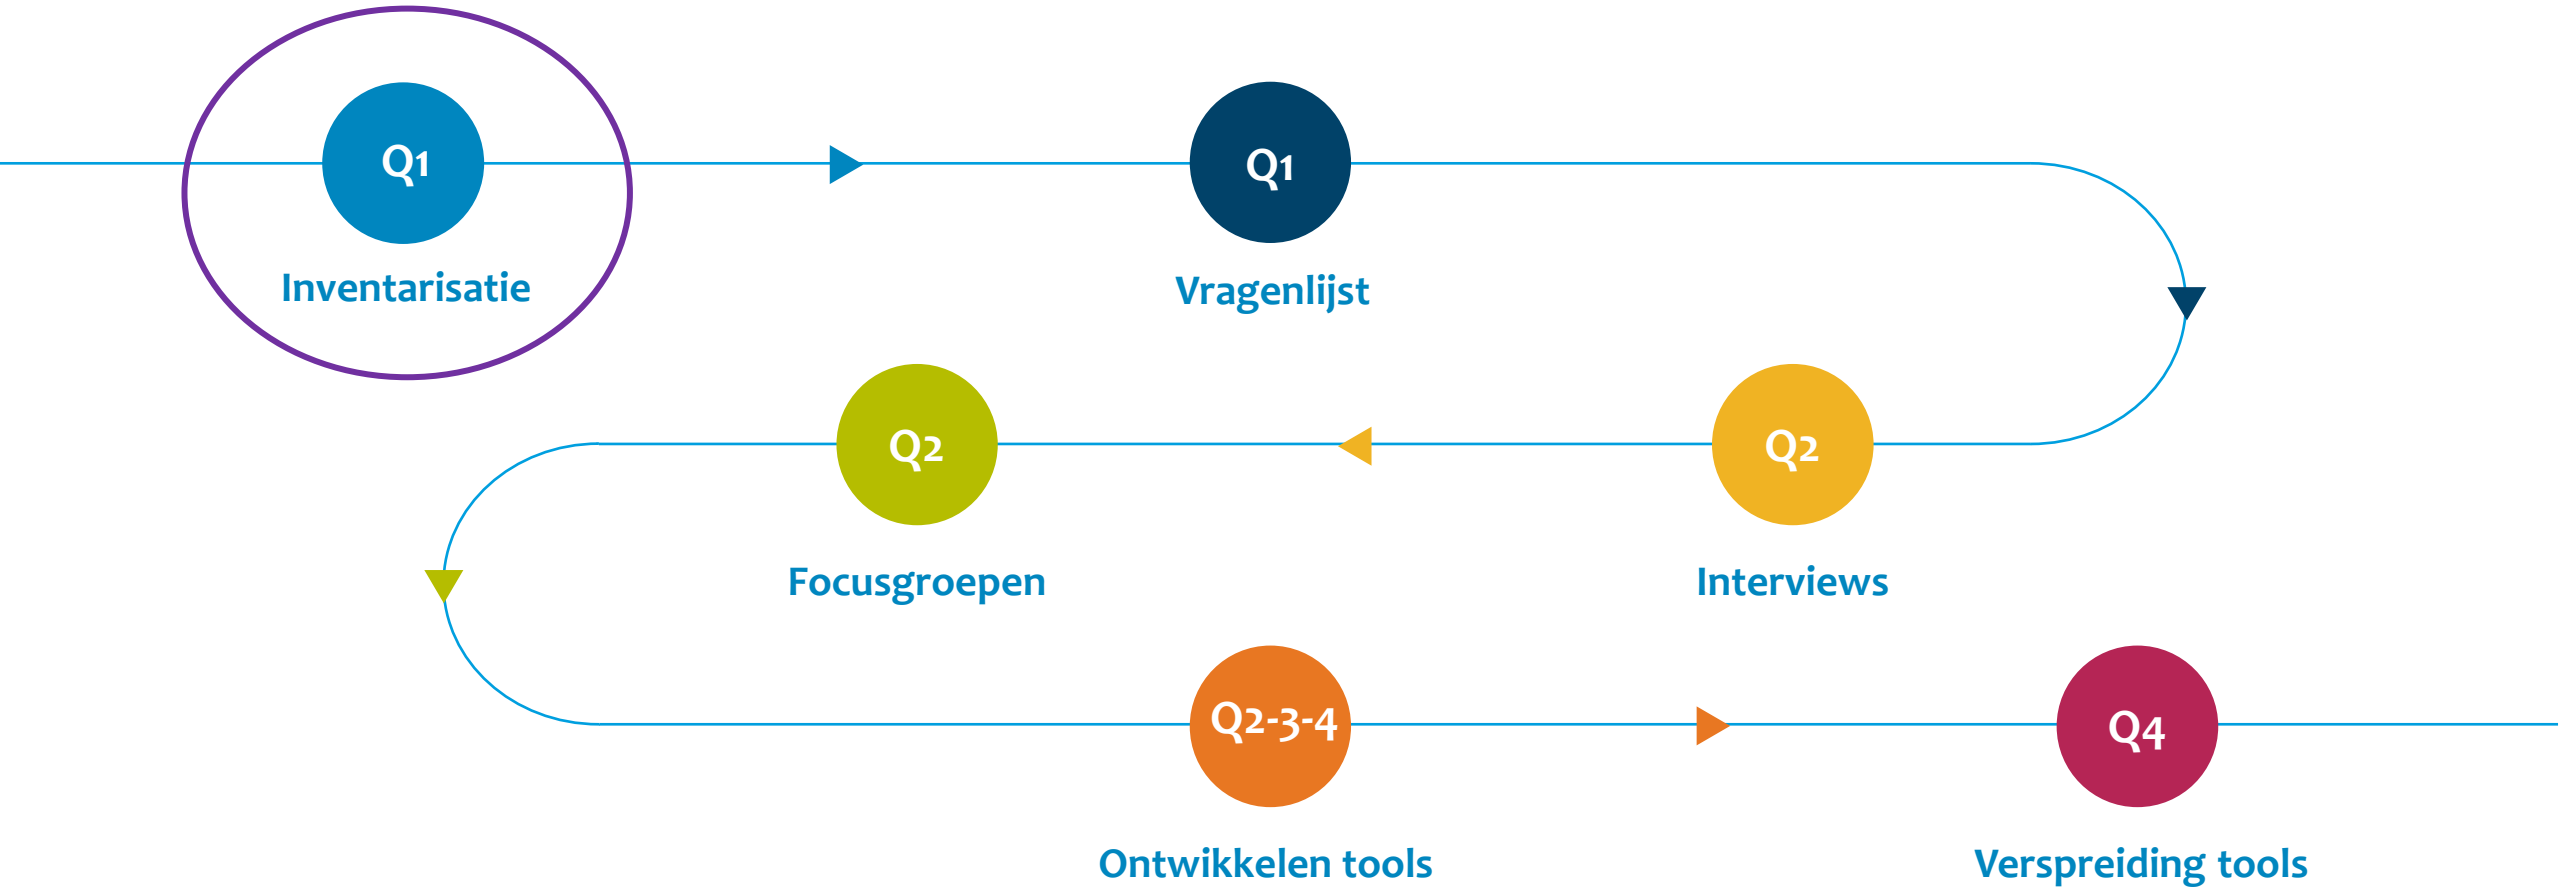 Q1
Inventarisatie
Q1
Vragenlijst
Q2
Interviews
Q2
Focusgroepen
Q2-3-4
Ontwikkelen tools
Q4
Verspreiding tools